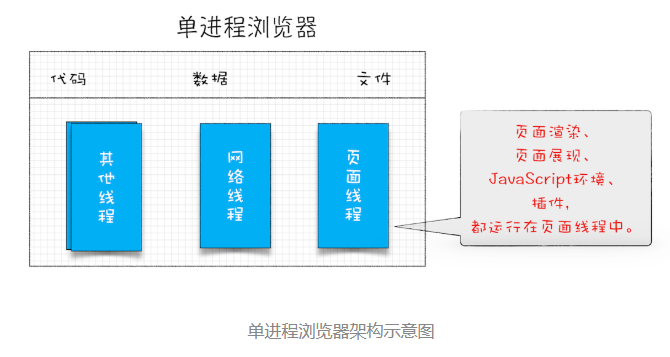 单进程浏览器
代码 数据 文件
其他线程
网络线程
页面线程
页面渲染、
页面展现、
JavaScript环境、
插件,
都运行在页面线程中。
单进程浏览器架构示意图